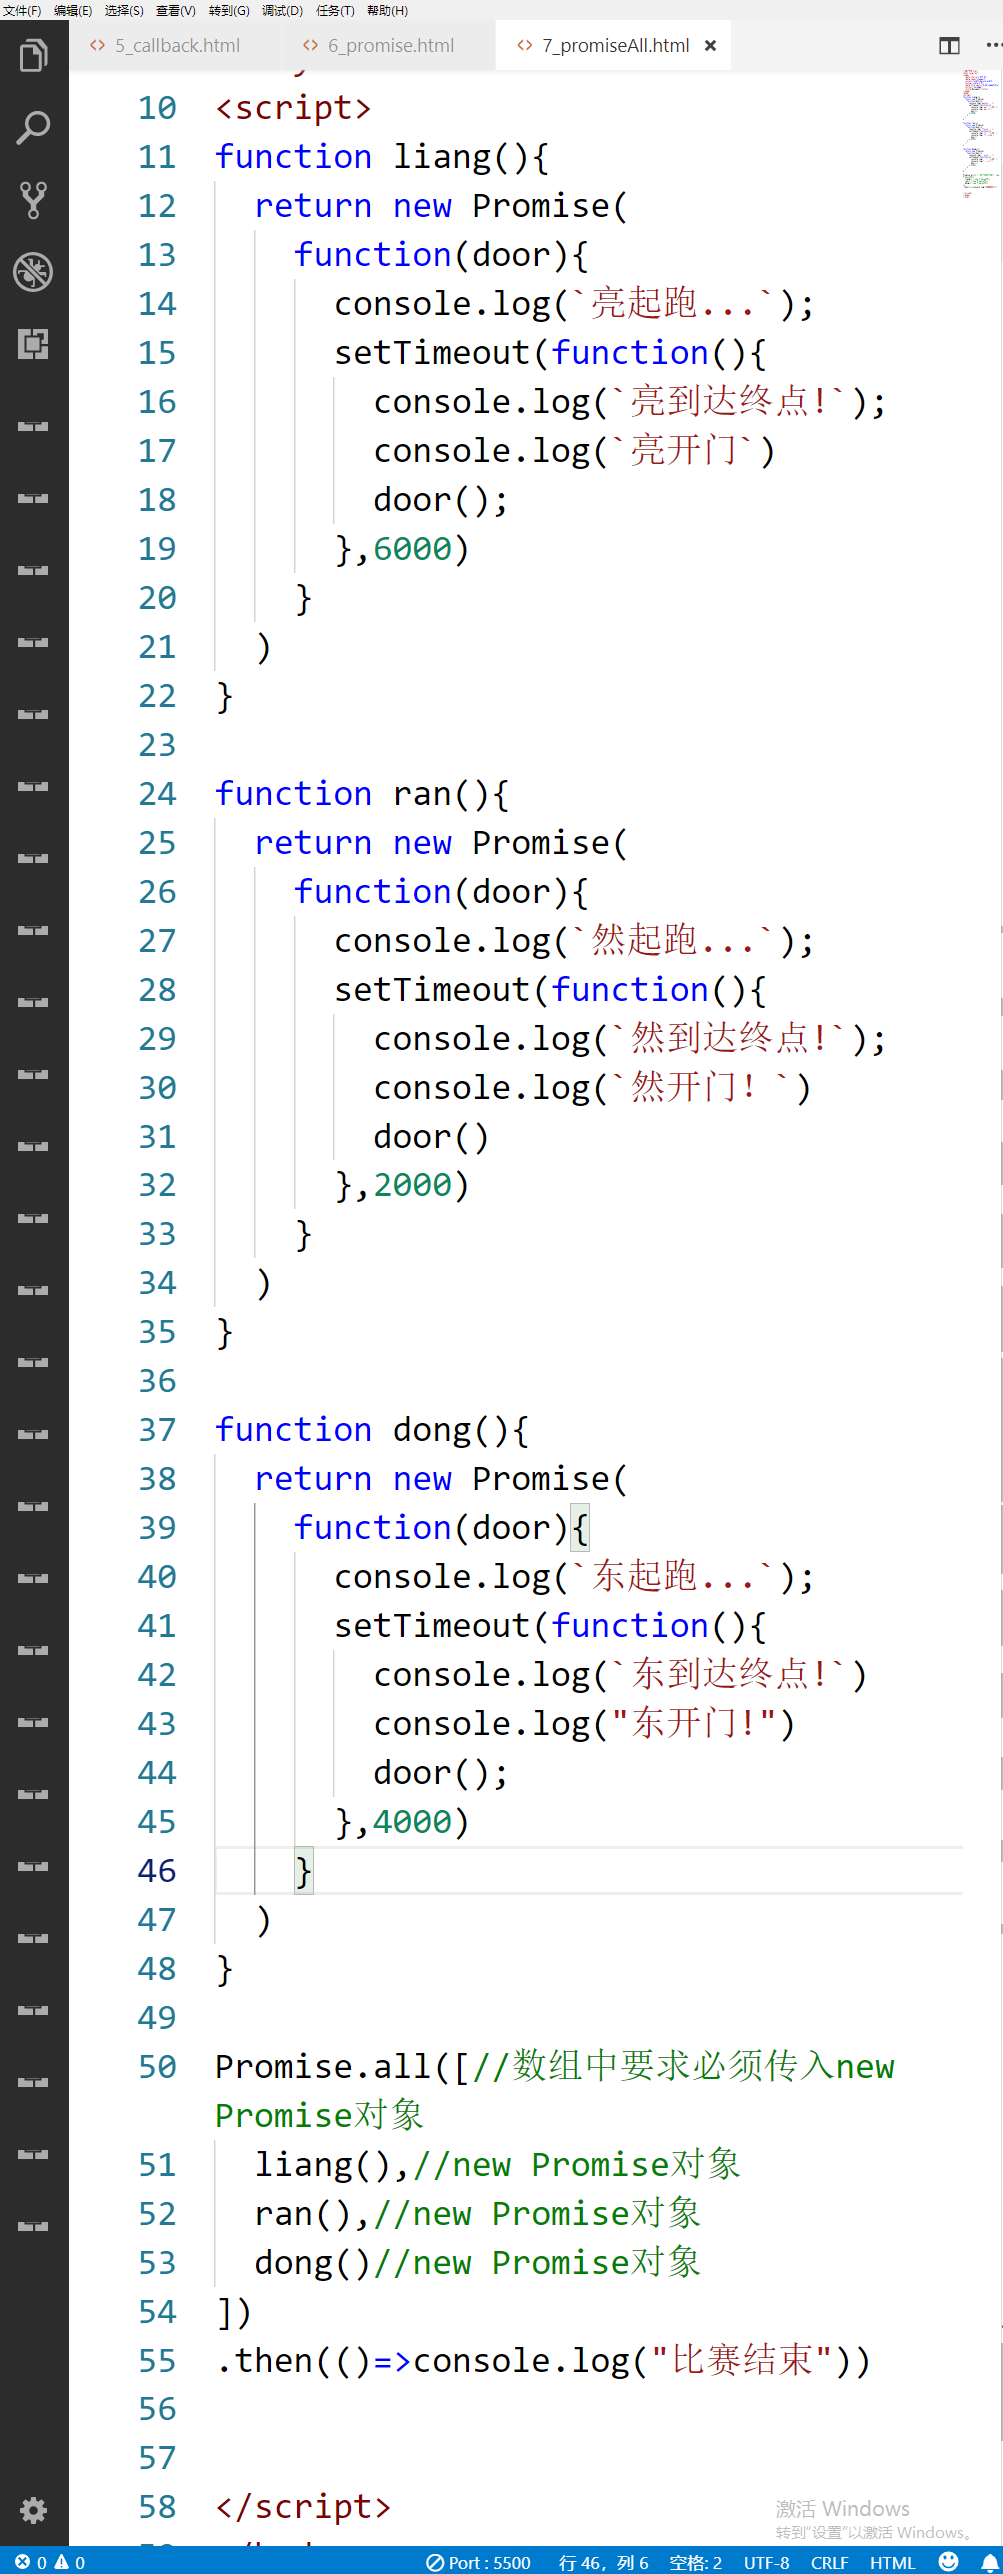 文件(F) 编辑(E) 选择(S) 查看(V) 转到(G) 调试(D) 任务(T) 帮助(H)
<> 5_callback.html <> 6_promise.html <> 7_promiseAll.html ×
10 <script>
11 function liang(){
12 return new Promise(
13 function(door){
14 console.log(`亮起跑...`);
15 setTimeout(function(){
16 console.log(`亮到达终点!`);
17 console.log(`亮开门`)
18 door();
19 },6000)
20 }
21 )
22 }
23
24 function ran(){
25 return new Promise(
26 function(door){
27 console.log(`然起跑...`);
28 setTimeout(function(){
29 console.log(`然到达终点!`);
30 console.log(`然开门！`)
31 door()
32 },2000)
33 }
34 )
35 }
36
37 function dong(){
38 return new Promise(
39 function(door){
40 console.log(`东起跑...`);
41 setTimeout(function(){
42 console.log(`东到达终点!`)
43 console.log("东开门!")
44 door();
45 },4000)
46 }
47 )
48 }
49
50 Promise.all([//数组中要求必须传入new
Promise对象
51 liang(),//new Promise对象
52 ran(),//new Promise对象
53 dong()//new Promise对象
54 ])
55 .then(()=>console.log("比赛结束"))
56
57
58 </script>
激活 Windows
转到"设置"以激活 Windows。
0 0 Port : 5500 行 46，列 6 空格: 2 UTF-8 CRLF HTML